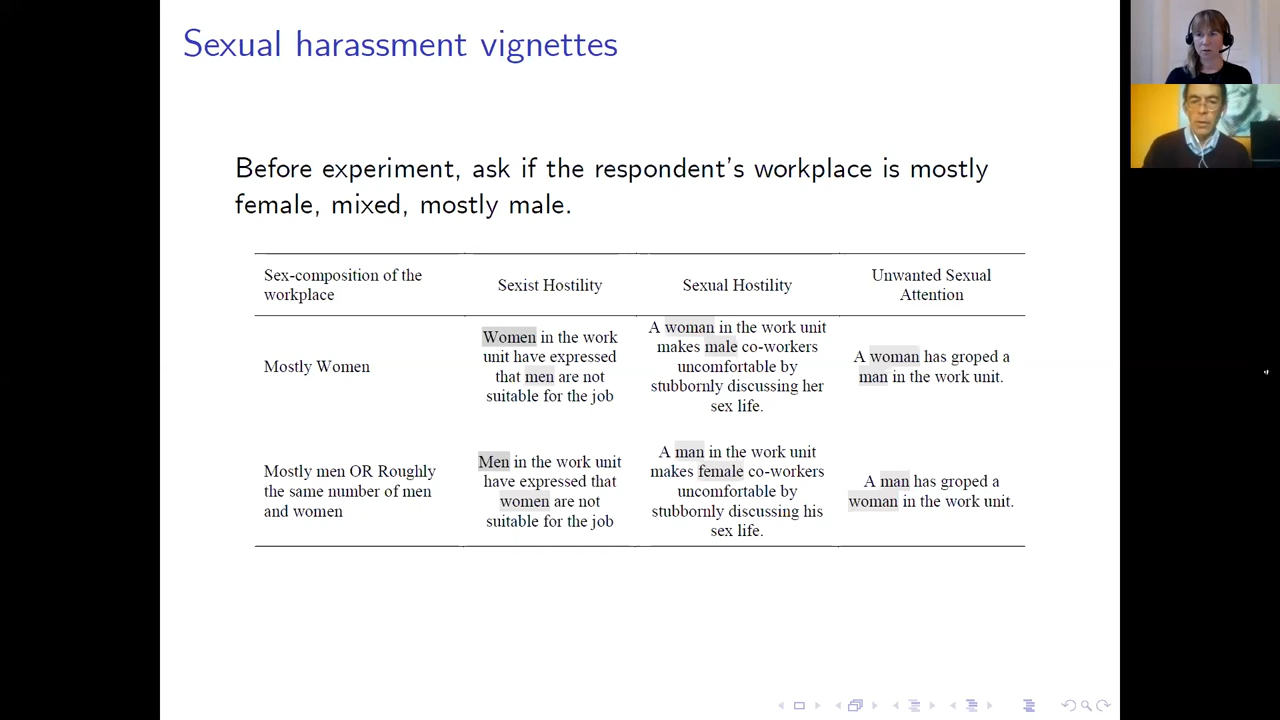 Sexual harassment vignettes
Before experiment, ask if the respondent's workplace is mostly
female, mixed, mostly male.
Sex-composition of the
workplace
Sexist Hostility
Sexual Hostility
Unwanted Sexual
Attention
Mostly Women
Women in the work
unit have expressed
that men are not
suitable for the job
A woman in the work unit
makes male co-workers
uncomfortable by
stubbornly discussing her
sex life.
A woman has groped a
man in the work unit.
Mostly men OR Roughly
the same number of men
and women
Men in the work unit
have expressed that
women are not
suitable for the job
A man in the work unit
makes female co-workers
uncomfortable by
stubbornly discussing his
sex life.
A man has groped a
woman in the work unit.